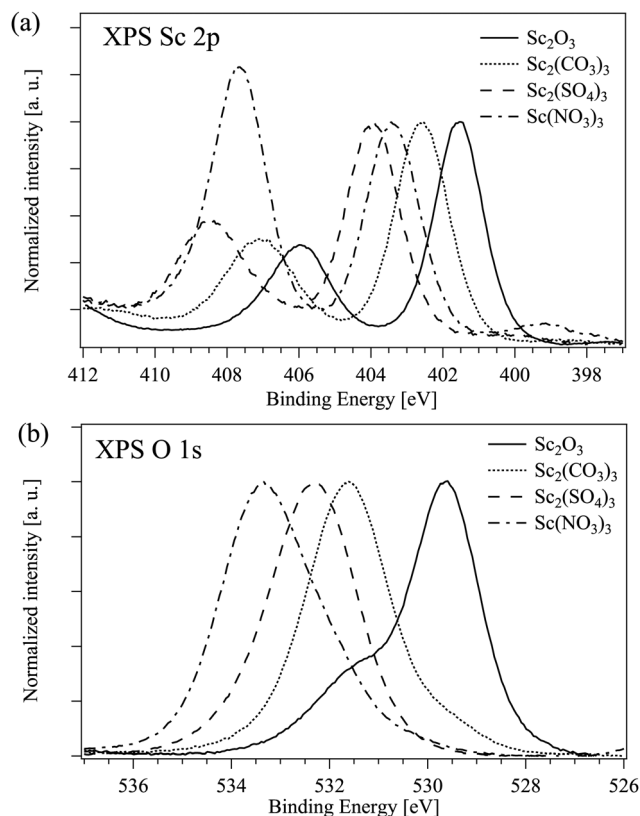 (a)
XPS Sc 2p
Sc₂O₃
Sc₂(CO₃)₃
Sc₂(SO₄)₃
Sc(NO₃)₃
Normalized intensity [a. u.]
412 410 408 406 404 402 400 398
Binding Energy [eV]
(b)
XPS O 1s
Sc₂O₃
Sc₂(CO₃)₃
Sc₂(SO₄)₃
Sc(NO₃)₃
Normalized intensity [a. u.]
536 534 532 530 528 526
Binding Energy [eV]